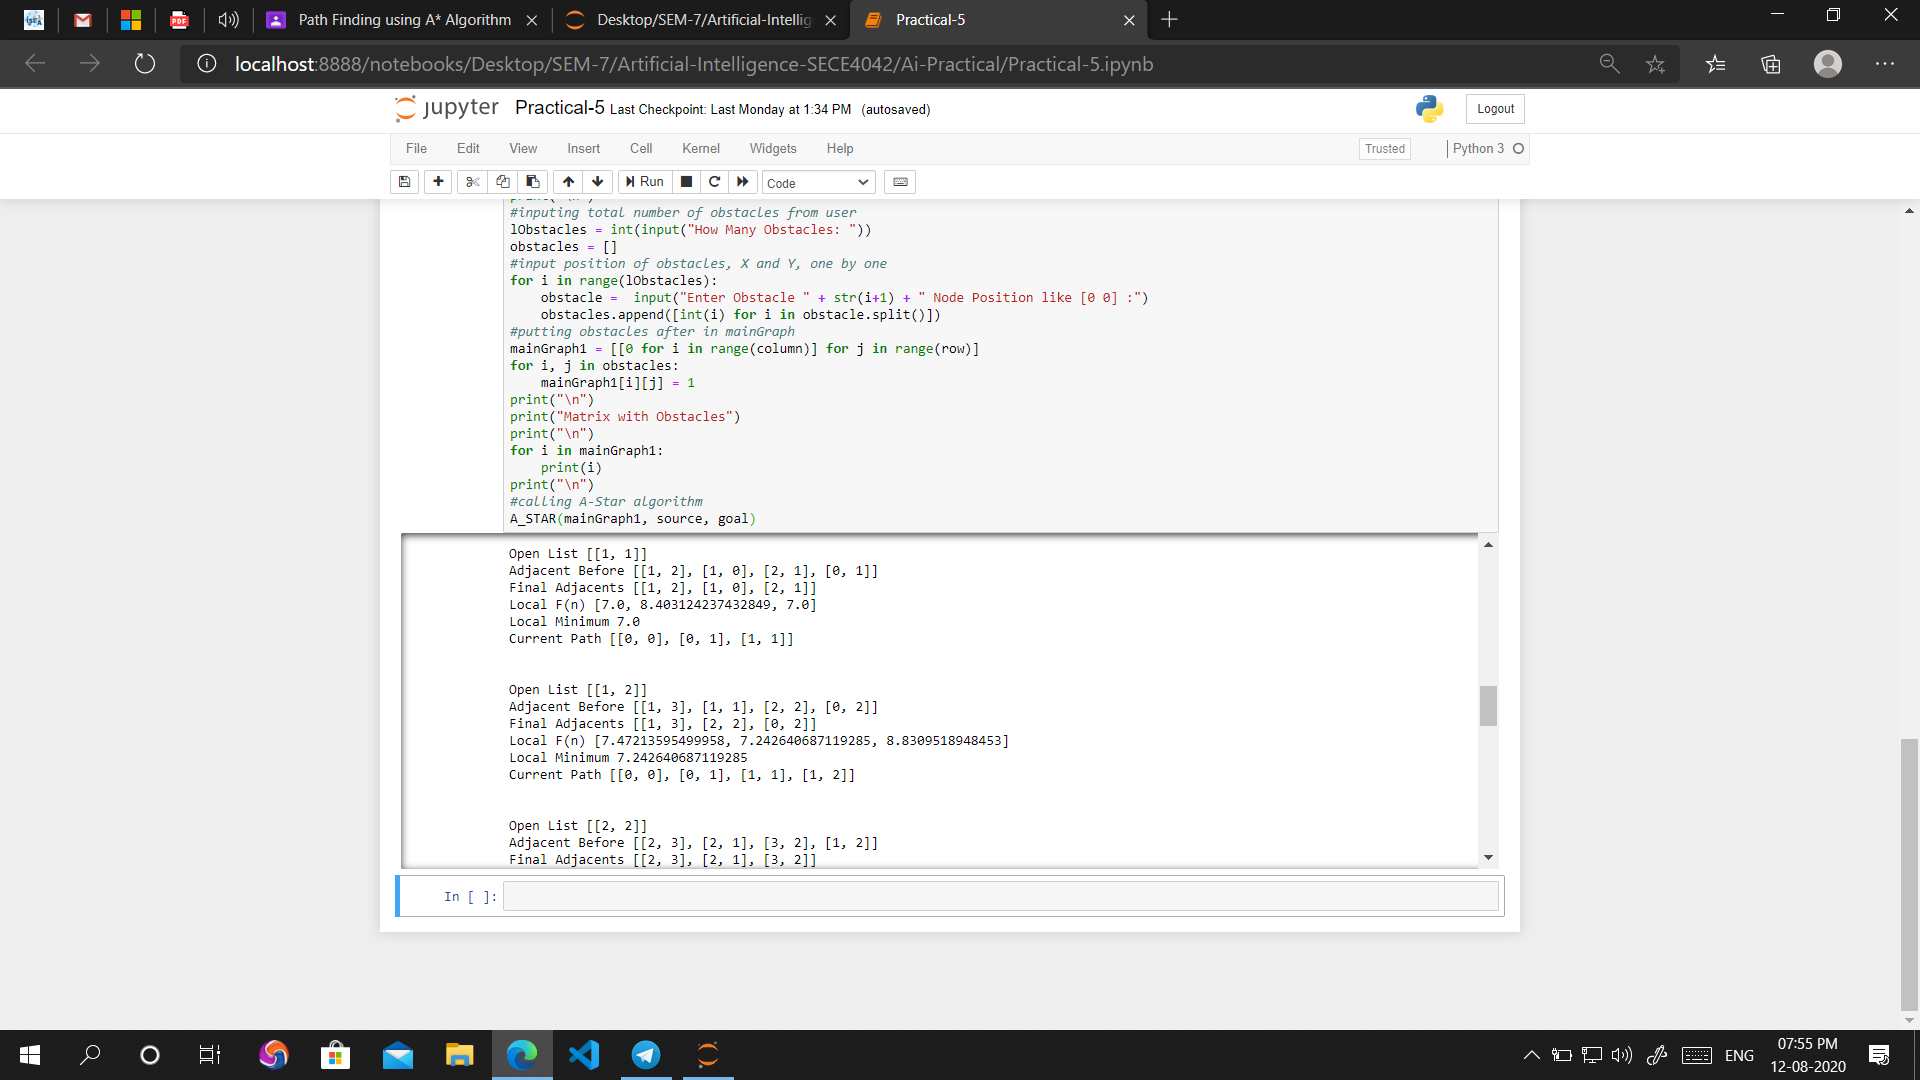 Path Finding using A* Algorithm
Desktop/SEM-7/Artificial-Intellig
Practical-5
localhost:8888/notebooks/Desktop/SEM-7/Artificial-Intelligence-SECE4042/Ai-Practical/Practical-5.ipynb
jupyter Practical-5 Last Checkpoint: Last Monday at 1:34 PM (autosaved)
Logout
File Edit View Insert Cell Kernel Widgets Help
Trusted
Python 3
Run
Code
#inputing total number of obstacles from user
lObstacles = int(input("How Many Obstacles: "))
obstacles = []
#input position of obstacles, X and Y, one by one
for i in range(lObstacles):
    obstacle =  input("Enter Obstacle " + str(i+1) + " Node Position like [0 0] :")
    obstacles.append([int(i) for i in obstacle.split()])
#putting obstacles after in mainGraph
mainGraph1 = [[0 for i in range(column)] for j in range(row)]
for i, j in obstacles:
    mainGraph1[i][j] = 1
print("\n")
print("Matrix with Obstacles")
print("\n")
for i in mainGraph1:
    print(i)
print("\n")
#calling A-Star algorithm
A_STAR(mainGraph1, source, goal)
Open List [[1, 1]]
Adjacent Before [[1, 2], [1, 0], [2, 1], [0, 1]]
Final Adjacents [[1, 2], [1, 0], [2, 1]]
Local F(n) [7.0, 8.403124237432849, 7.0]
Local Minimum 7.0
Current Path [[0, 0], [0, 1], [1, 1]]
Open List [[1, 2]]
Adjacent Before [[1, 3], [1, 1], [2, 2], [0, 2]]
Final Adjacents [[1, 3], [2, 2], [0, 2]]
Local F(n) [7.47213595499958, 7.242640687119285, 8.8309518948453]
Local Minimum 7.242640687119285
Current Path [[0, 0], [0, 1], [1, 1], [1, 2]]
Open List [[2, 2]]
Adjacent Before [[2, 3], [2, 1], [3, 2], [1, 2]]
Final Adjacents [[2, 3], [2, 1], [3, 2]]
In [ ]:
ENG
07:55 PM
12-08-2020